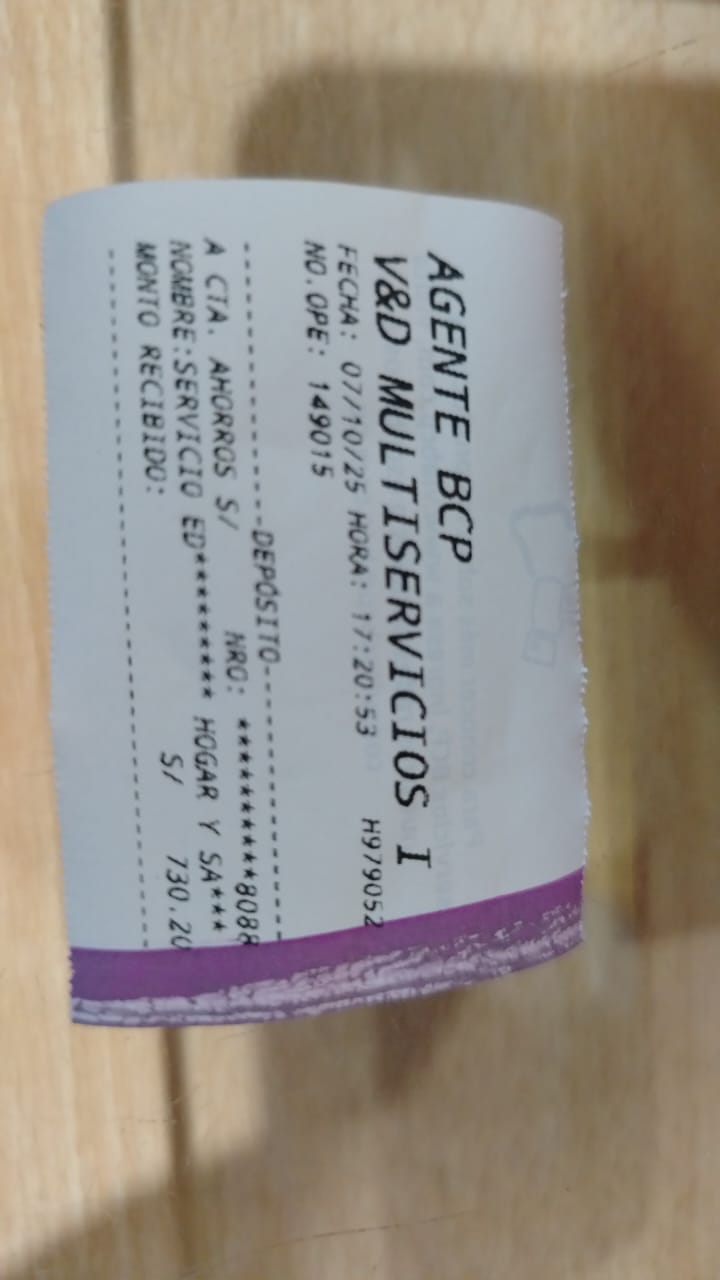 AGENTE BCP
V&D MULTISERVICIOS I
FECHA: 07/10/25 HORA: 17:20:53 H979052
NO.OPE: 149015
--------------DEPÓSITO--------------
A CTA. AHORROS S/ NRO: **********8088
NOMBRE:SERVICIO ED********* HOGAR Y SA***
MONTO RECIBIDO: S/ 730.20